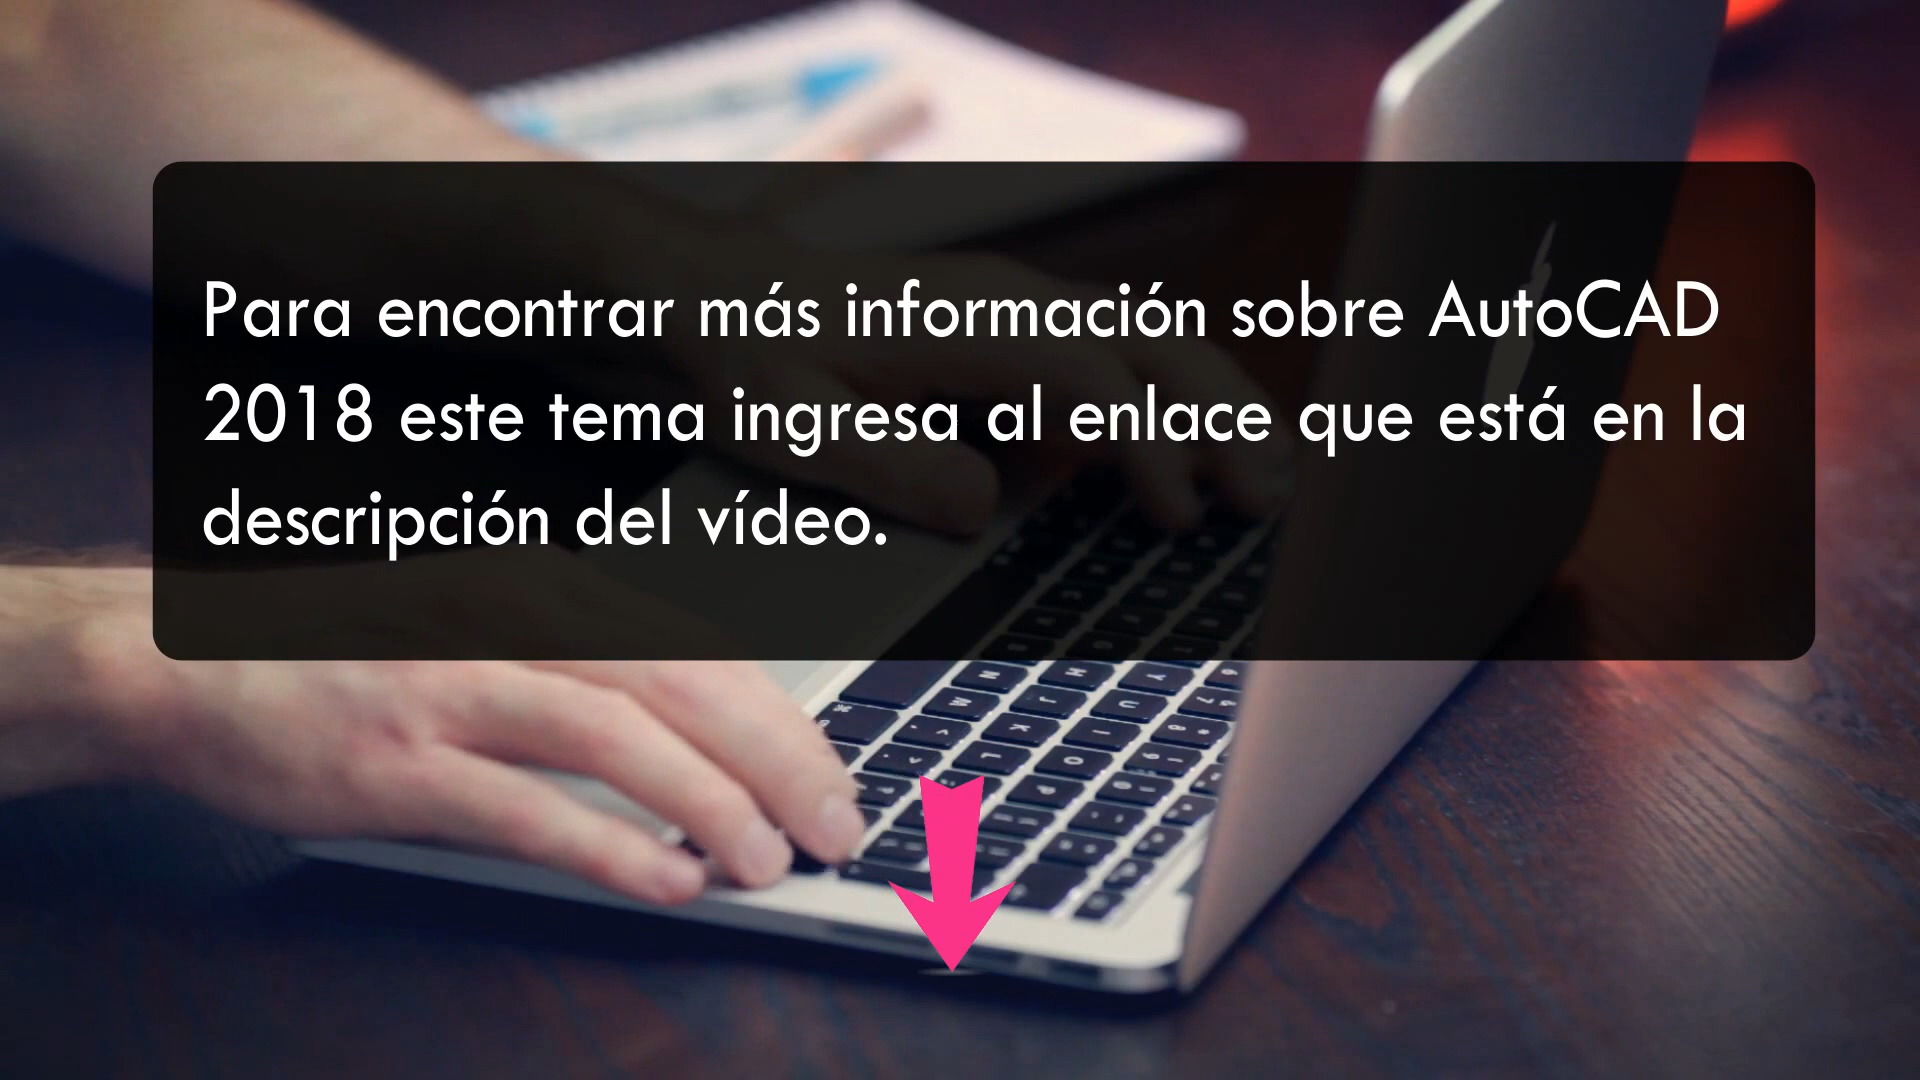 Para encontrar más información sobre AutoCAD
2018 este tema ingresa al enlace que está en la
descripción del vídeo.